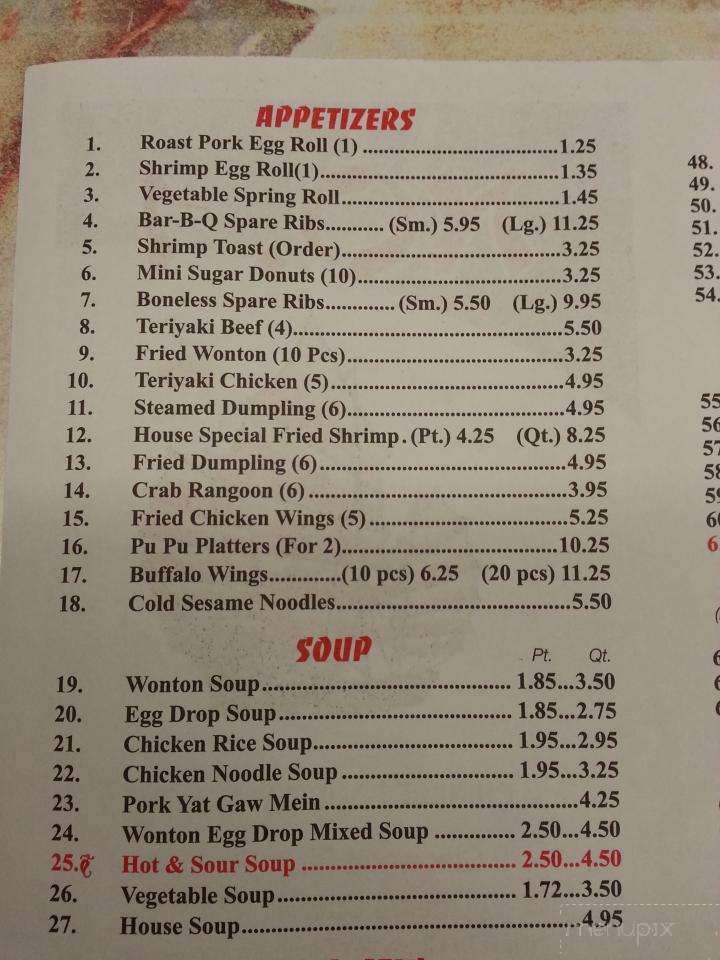 APPETIZERS
1. Roast Pork Egg Roll (1) ....................................1.25
2. Shrimp Egg Roll(1)............................................1.35
3. Vegetable Spring Roll........................................1.45
4. Bar-B-Q Spare Ribs........... (Sm.) 5.95 (Lg.) 11.25
5. Shrimp Toast (Order)........................................3.25
6. Mini Sugar Donuts (10).....................................3.25
7. Boneless Spare Ribs............. (Sm.) 5.50 (Lg.) 9.95
8. Teriyaki Beef (4)..................................................5.50
9. Fried Wonton (10 Pcs)........................................3.25
10. Teriyaki Chicken (5)...........................................4.95
11. Steamed Dumpling (6)........................................4.95
12. House Special Fried Shrimp . (Pt.) 4.25 (Qt.) 8.25
13. Fried Dumpling (6).............................................4.95
14. Crab Rangoon (6) ...............................................3.95
15. Fried Chicken Wings (5)....................................5.25
16. Pu Pu Platters (For 2).......................................10.25
17. Buffalo Wings.............(10 pcs) 6.25 (20 pcs) 11.25
18. Cold Sesame Noodles...........................................5.50
SOUP
Pt. Qt.
19. Wonton Soup.............................................. 1.85...3.50
20. Egg Drop Soup........................................... 1.85...2.75
21. Chicken Rice Soup..................................... 1.95...2.95
22. Chicken Noodle Soup ................................ 1.95...3.25
23. Pork Yat Gaw Mein ..............................................4.25
24. Wonton Egg Drop Mixed Soup ............... 2.50...4.50
25. Hot & Sour Soup ....................................... 2.50...4.50
26. Vegetable Soup............................................ 1.72...3.50
27. House Soup............................................................4.95
48.
49.
50.
51.
52.
53.
54.
55
56
57
58
59
60
menupix